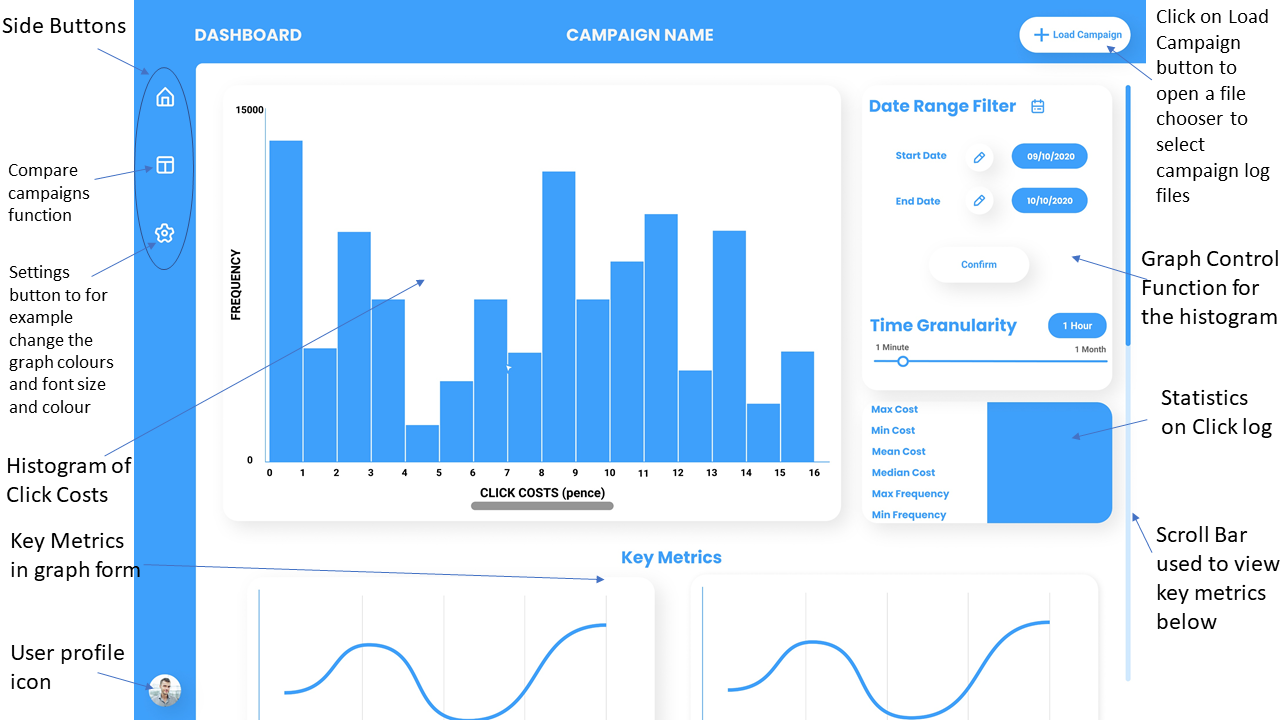 Side Buttons
Compare
campaigns
function
Settings
button to for
example
change the
graph colours
and font size
and colour
Histogram of
Click Costs
Key Metrics
in graph form
User profile
icon
DASHBOARD
CAMPAIGN NAME
Load Campaign
15000
FREQUENCY
0
0 1 2 3 4 5 6 7 8 9 10 11 12 13 14 15 16
CLICK COSTS (pence)
Date Range Filter
Start Date 09/10/2020
End Date 10/10/2020
Confirm
Time Granularity 1 Hour
1 Minute 1 Month
Max Cost
Min Cost
Mean Cost
Median Cost
Max Frequency
Min Frequency
Key Metrics
Click on Load
Campaign
button to
open a file
chooser to
select
campaign log
files
Graph Control
Function for
the histogram
Statistics
on Click log
Scroll Bar
used to view
key metrics
below